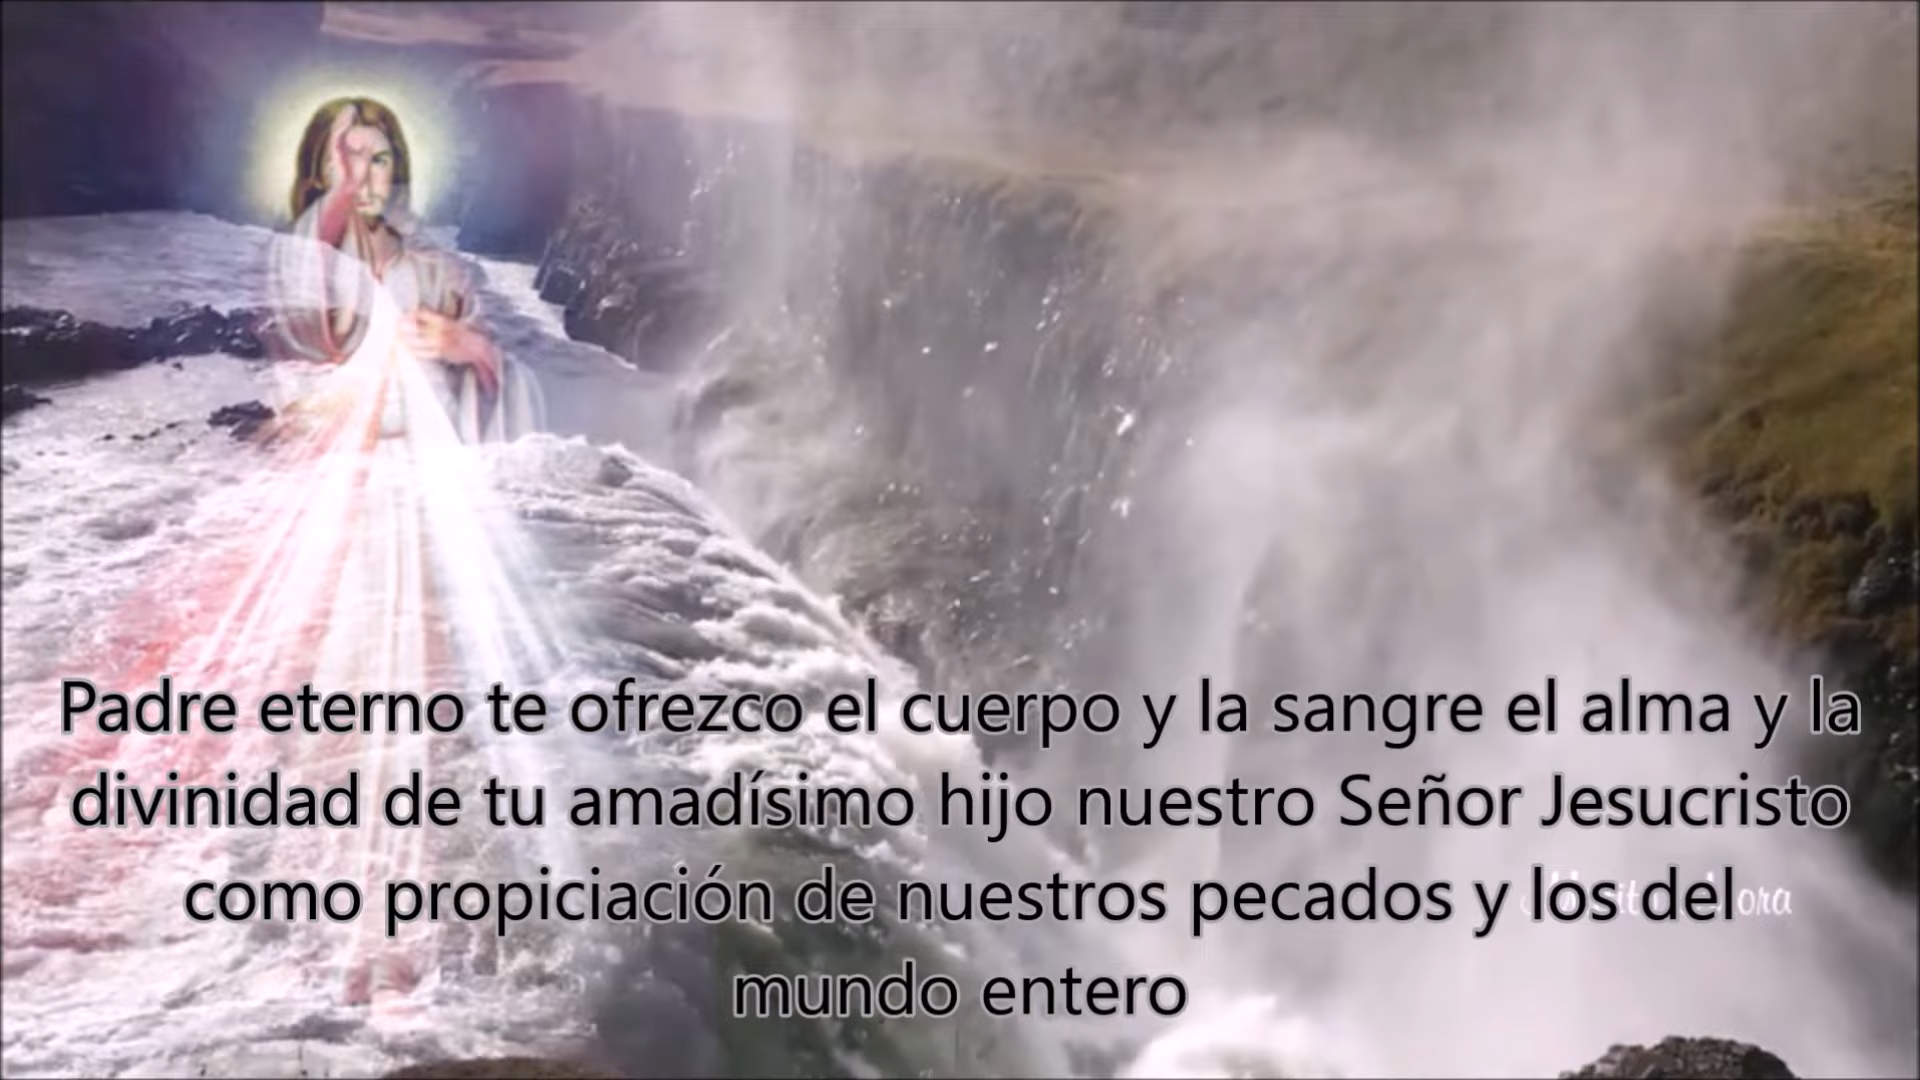 Padre eterno te ofrezco el cuerpo y la sangre el alma y la
divinidad de tu amadísimo hijo nuestro Señor Jesucristo
como propiciación de nuestros pecados y los del
mundo entero